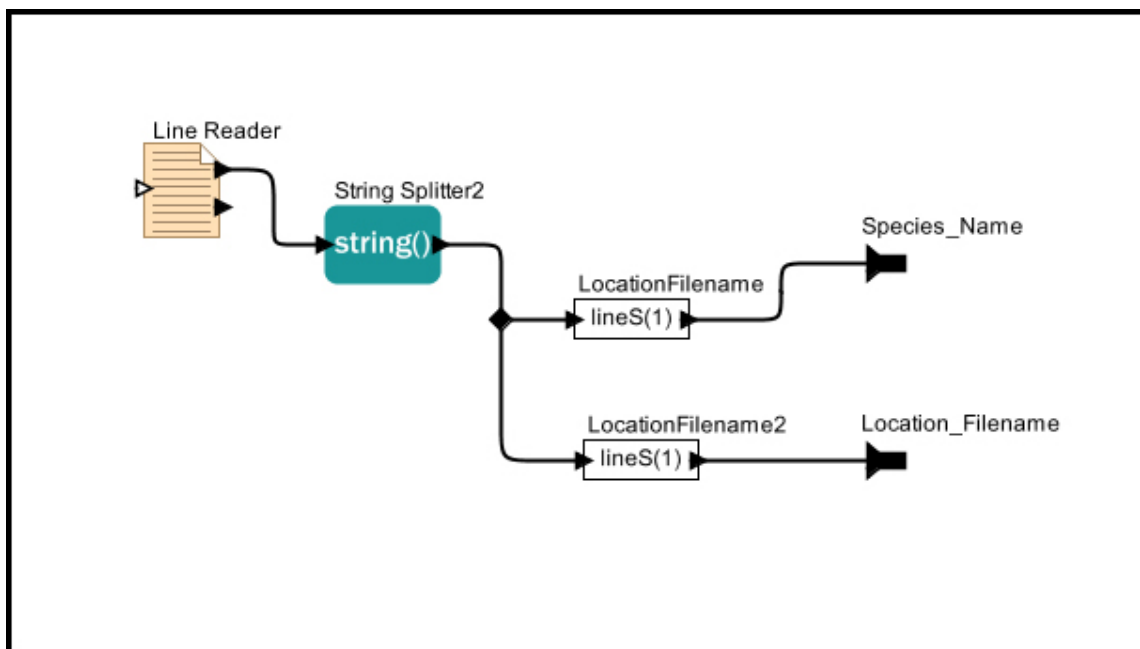 Line Reader
String Splitter2
string()
Species_Name
LocationFilename
lineS(1)
LocationFilename2
Location_Filename
lineS(1)